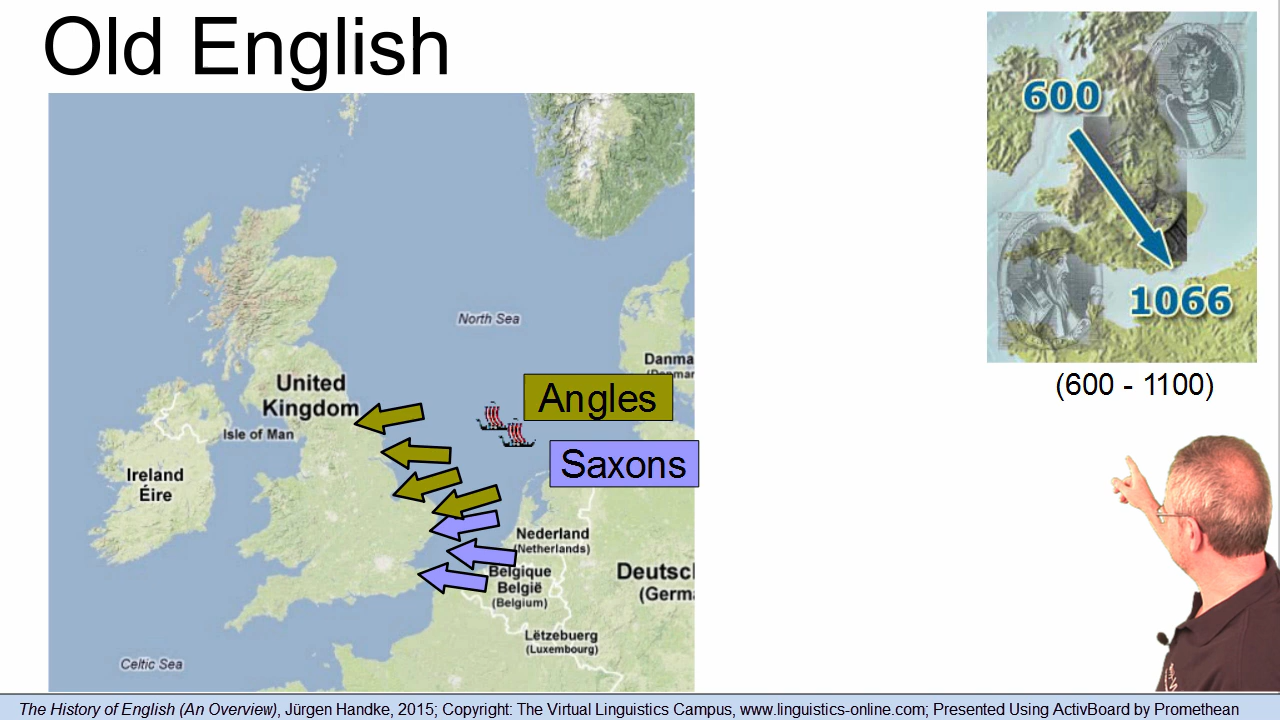 Old English
600
1066
(600 - 1100)
North Sea
Danma
(Denmar
United
Kingdom
Angles
Isle of Man
Saxons
Ireland
Éire
Nederland
(Netherlands)
Belgique
België
(Belgium)
Deutscl
(Germa
Lëtzebuerg
(Luxembourg)
Celtic Sea
The History of English (An Overview), Jürgen Handke, 2015; Copyright: The Virtual Linguistics Campus, www.linguistics-online.com; Presented Using ActivBoard by Promethean